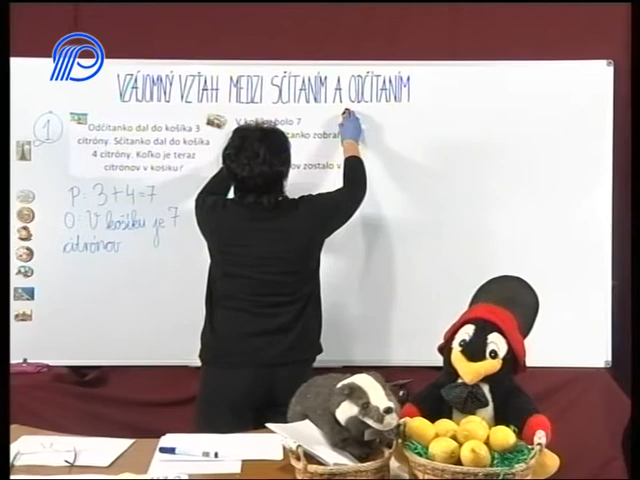 VZÁJOMNÝ VZŤAH MEDZI SČÍTANÍM A ODČÍTANÍM
1
Odčítanko dal do košíka 3
citróny. Sčítanko dal do košíka
4 citróny. Koľko je teraz
citrónov v košíku?
P: 3+4=7
O: V košíku je 7
citrónov
V košíku bolo 7
zostalo v